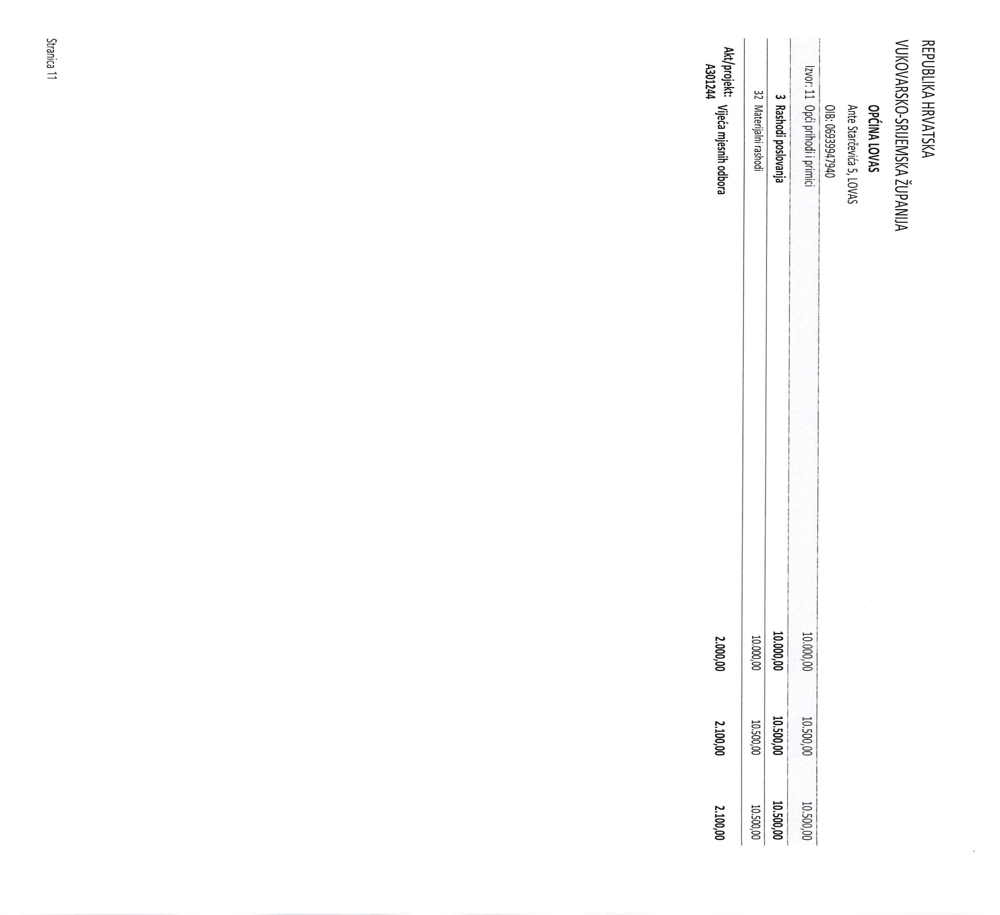 REPUBLIKA HRVATSKA
VUKOVARSKO-SRIJEMSKA ŽUPANIJA
OPĆINA LOVAS
Ante Starčevića 5, LOVAS
OIB: 06939947940
Izvor: 11 Opći prihodi i primici 10.000,00 10.500,00 10.500,00
3 Rashodi poslovanja 10.000,00 10.500,00 10.500,00
32 Materijalni rashodi 10.000,00 10.500,00 10.500,00
Akt/projekt: Vijeća mjesnih odbora 2.000,00 2.100,00 2.100,00
A301244
Stranica 11